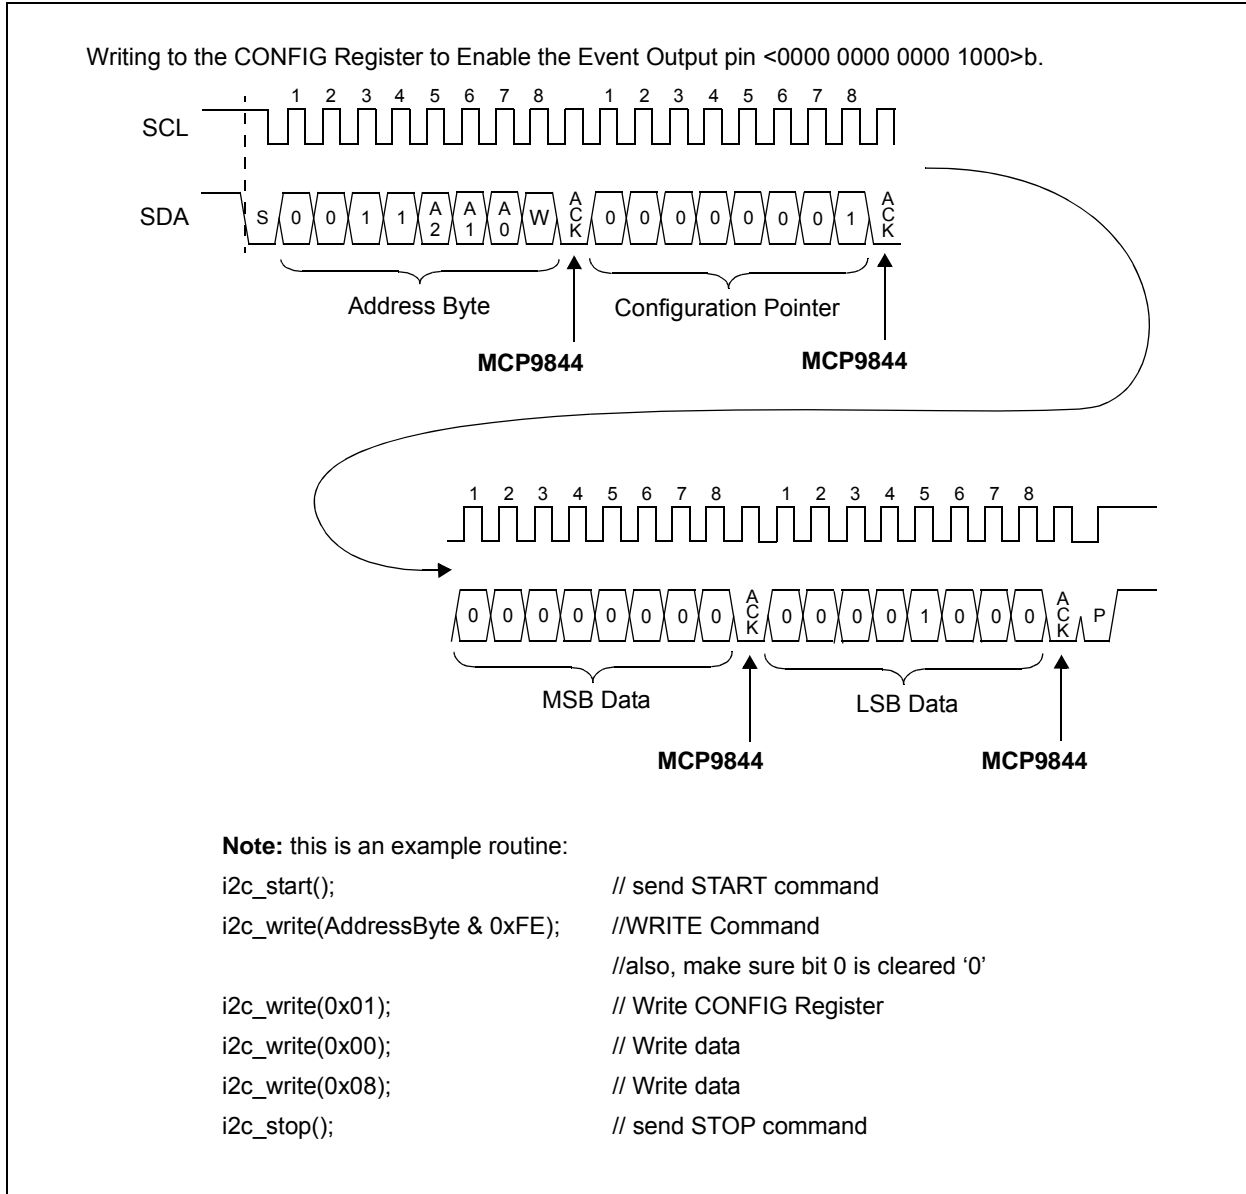 Writing to the CONFIG Register to Enable the Event Output pin <0000 0000 0000 1000>b.
1 2 3 4 5 6 7 8 1 2 3 4 5 6 7 8
SCL
SDA S 0 0 1 1 A2 A1 A0 W ACK 0 0 0 0 0 0 0 1 ACK
Address Byte Configuration Pointer
MCP9844 MCP9844
1 2 3 4 5 6 7 8 1 2 3 4 5 6 7 8
0 0 0 0 0 0 0 0 ACK 0 0 0 0 1 0 0 0 ACK P
MSB Data LSB Data
MCP9844 MCP9844
Note: this is an example routine:
i2c_start(); // send START command
i2c_write(AddressByte & 0xFE); //WRITE Command
//also, make sure bit 0 is cleared ‘0’
i2c_write(0x01); // Write CONFIG Register
i2c_write(0x00); // Write data
i2c_write(0x08); // Write data
i2c_stop(); // send STOP command